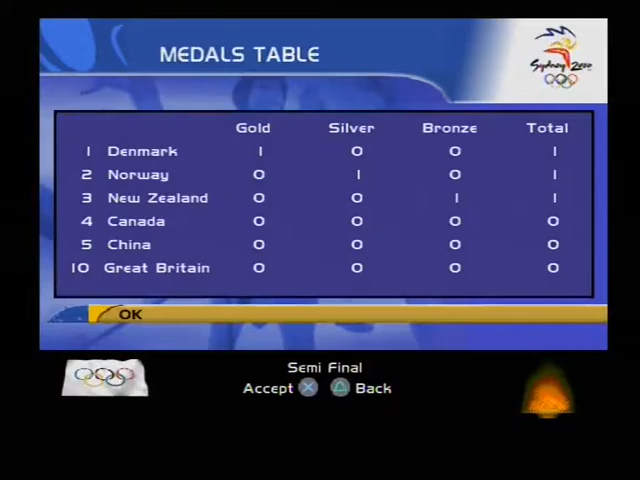 MEDALS TABLE
Sydney 2000
Gold Silver Bronze Total
1 Denmark 1 0 0 1
2 Norway 0 1 0 1
3 New Zealand 0 0 1 1
4 Canada 0 0 0 0
5 China 0 0 0 0
10 Great Britain 0 0 0 0
OK
Semi Final
Accept Back